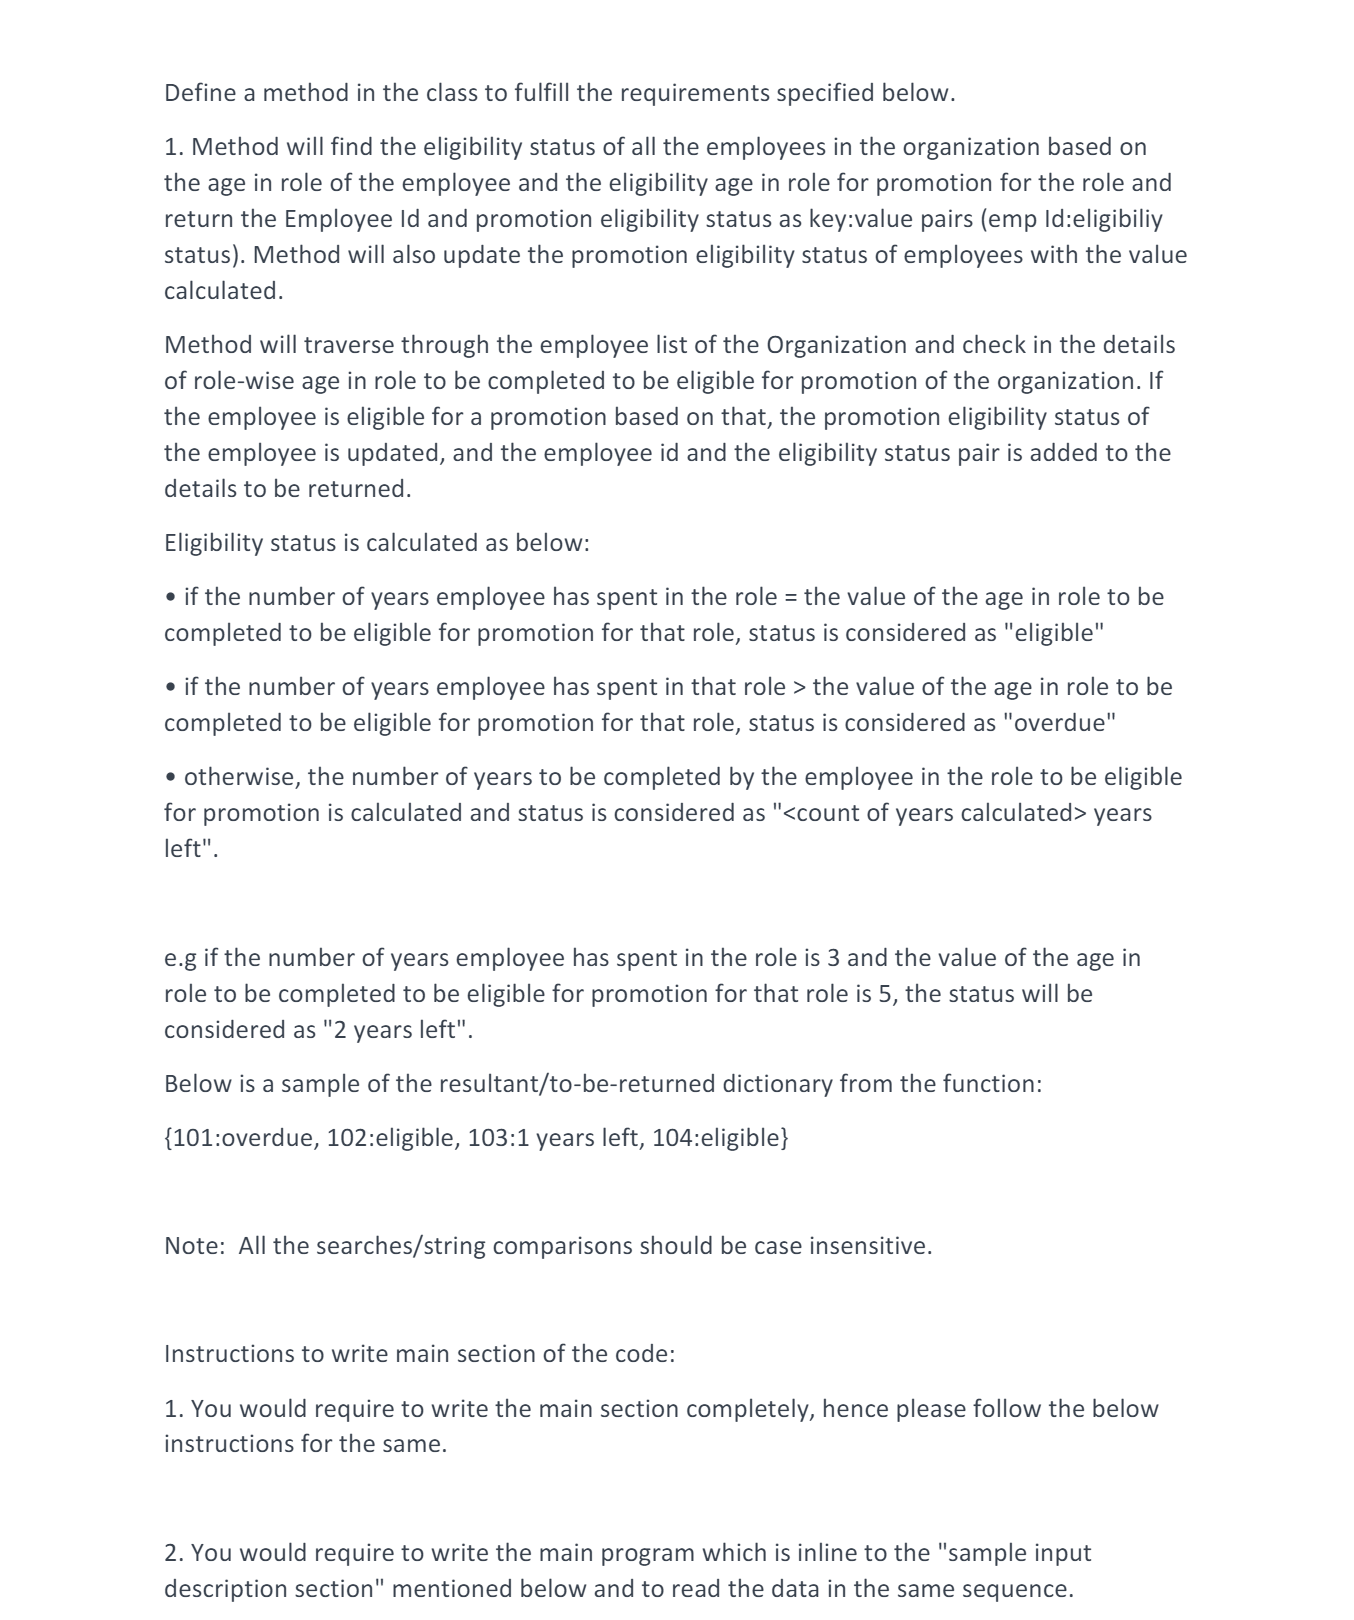 Define a method in the class to fulfill the requirements specified below.
1. Method will find the eligibility status of all the employees in the organization based on
the age in role of the employee and the eligibility age in role for promotion for the role and
return the Employee Id and promotion eligibility status as key:value pairs (emp Id:eligibiliy
status). Method will also update the promotion eligibility status of employees with the value
calculated.
Method will traverse through the employee list of the Organization and check in the details
of role-wise age in role to be completed to be eligible for promotion of the organization. If
the employee is eligible for a promotion based on that, the promotion eligibility status of
the employee is updated, and the employee id and the eligibility status pair is added to the
details to be returned.
Eligibility status is calculated as below:
• if the number of years employee has spent in the role = the value of the age in role to be
completed to be eligible for promotion for that role, status is considered as "eligible"
• if the number of years employee has spent in that role > the value of the age in role to be
completed to be eligible for promotion for that role, status is considered as "overdue"
• otherwise, the number of years to be completed by the employee in the role to be eligible
for promotion is calculated and status is considered as "<count of years calculated> years
left".
e.g if the number of years employee has spent in the role is 3 and the value of the age in
role to be completed to be eligible for promotion for that role is 5, the status will be
considered as "2 years left".
Below is a sample of the resultant/to-be-returned dictionary from the function:
{101:overdue, 102:eligible, 103:1 years left, 104:eligible}
Note:  All the searches/string comparisons should be case insensitive.
Instructions to write main section of the code:
1. You would require to write the main section completely, hence please follow the below
instructions for the same.
2. You would require to write the main program which is inline to the "sample input
description section" mentioned below and to read the data in the same sequence.